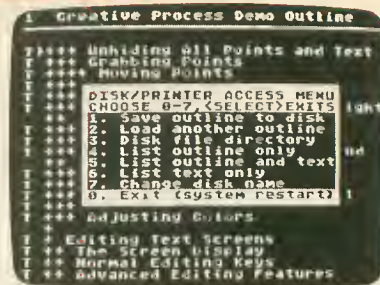 1 Creative Process Demo Outline
T)+++ Unhiding All Points and Text
T +++ Grabbing Points
T ++++ Moving Points
DISK/PRINTER ACCESS MENU
CHOOSE 0-7,<SELECT>EXITS
1. Save outline to disk
2. Load another outline
3. Disk file directory
4. List outline only
5. List outline and text
6. List text only
7. Change disk name
0. Exit (system restart)
T +++ Adjusting Colors
+
T + Editing Text Screens
T ++ The Screen Display
T ++ Normal Editing Keys
T ++ Advanced Editing Features